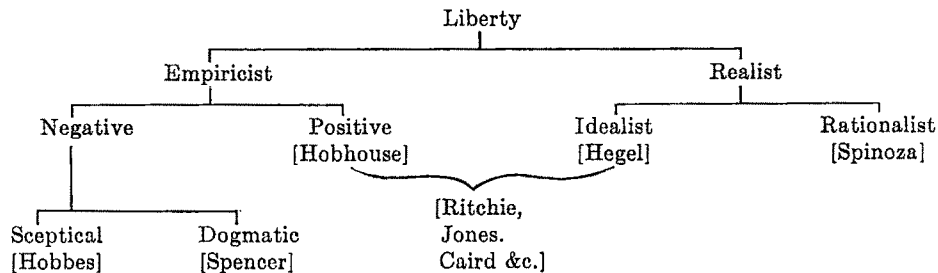 Liberty
Empiricist Realist
Negative Positive Idealist Rationalist
[Hobhouse] [Hegel] [Spinoza]
[Ritchie,
Sceptical Dogmatic Jones.
[Hobbes] [Spencer] Caird &c.]